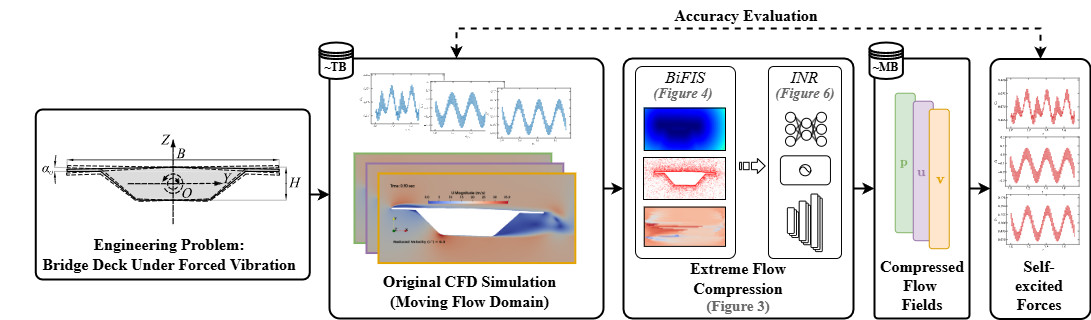 Accuracy Evaluation
~TB
~MB
BiFIS
(Figure 4)
INR
(Figure 6)
Z
B
α
Y
H
O
Time: 0.00 sec
U Magnitude (m/s)
p
u
v
Engineering Problem:
Bridge Deck Under Forced Vibration
Original CFD Simulation
(Moving Flow Domain)
Extreme Flow
Compression
(Figure 3)
Compressed
Flow
Fields
Self-
excited
Forces